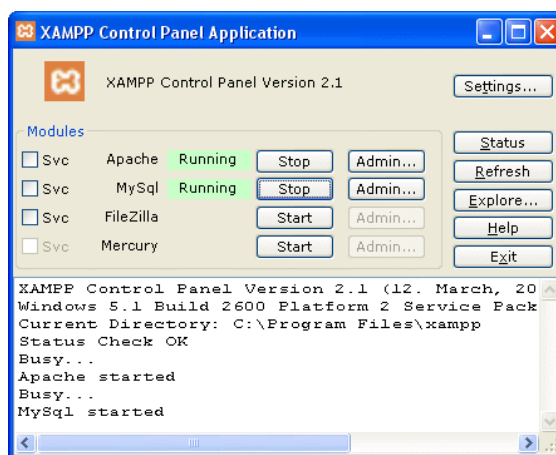 XAMPP Control Panel Application
XAMPP Control Panel Version 2.1
Settings...
Modules
Svc Apache Running Stop Admin...
Svc MySql Running Stop Admin...
Svc FileZilla Start Admin...
Svc Mercury Start Admin...
Status
Refresh
Explore...
Help
Exit
XAMPP Control Panel Version 2.1 (12. March, 20
Windows 5.1 Build 2600 Platform 2 Service Pack
Current Directory: C:\Program Files\xampp
Status Check OK
Busy...
Apache started
Busy...
MySql started